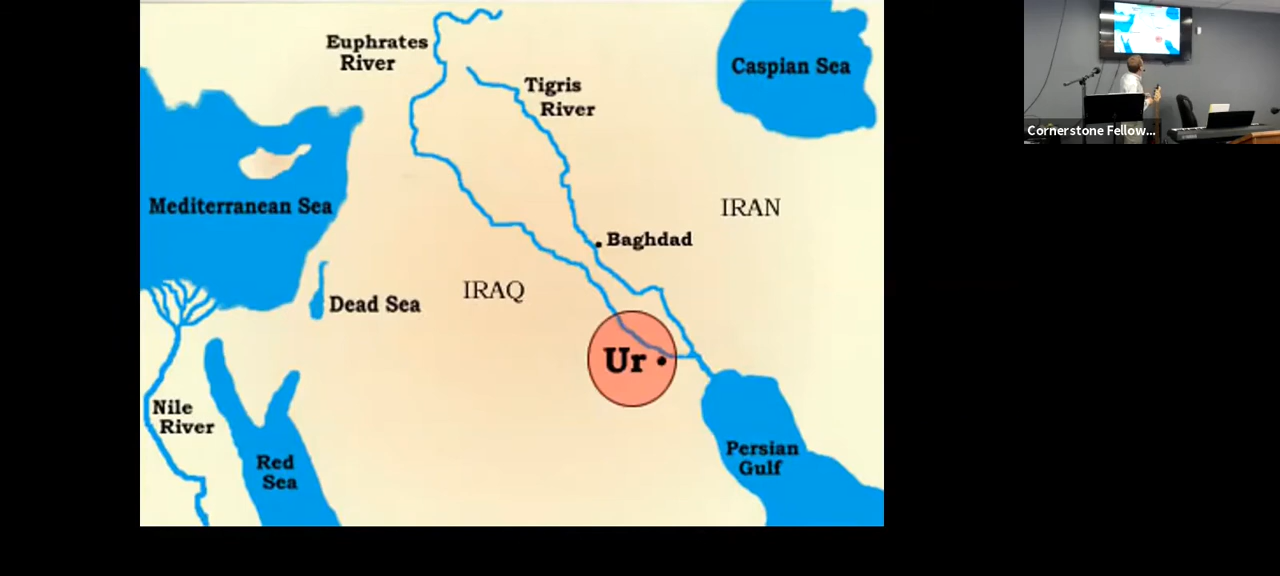 Euphrates
River
Tigris
River
Caspian Sea
Cornerstone Fellow...
Mediterranean Sea
IRAN
Baghdad
IRAQ
Dead Sea
Ur
Nile
River
Red
Sea
Persian
Gulf